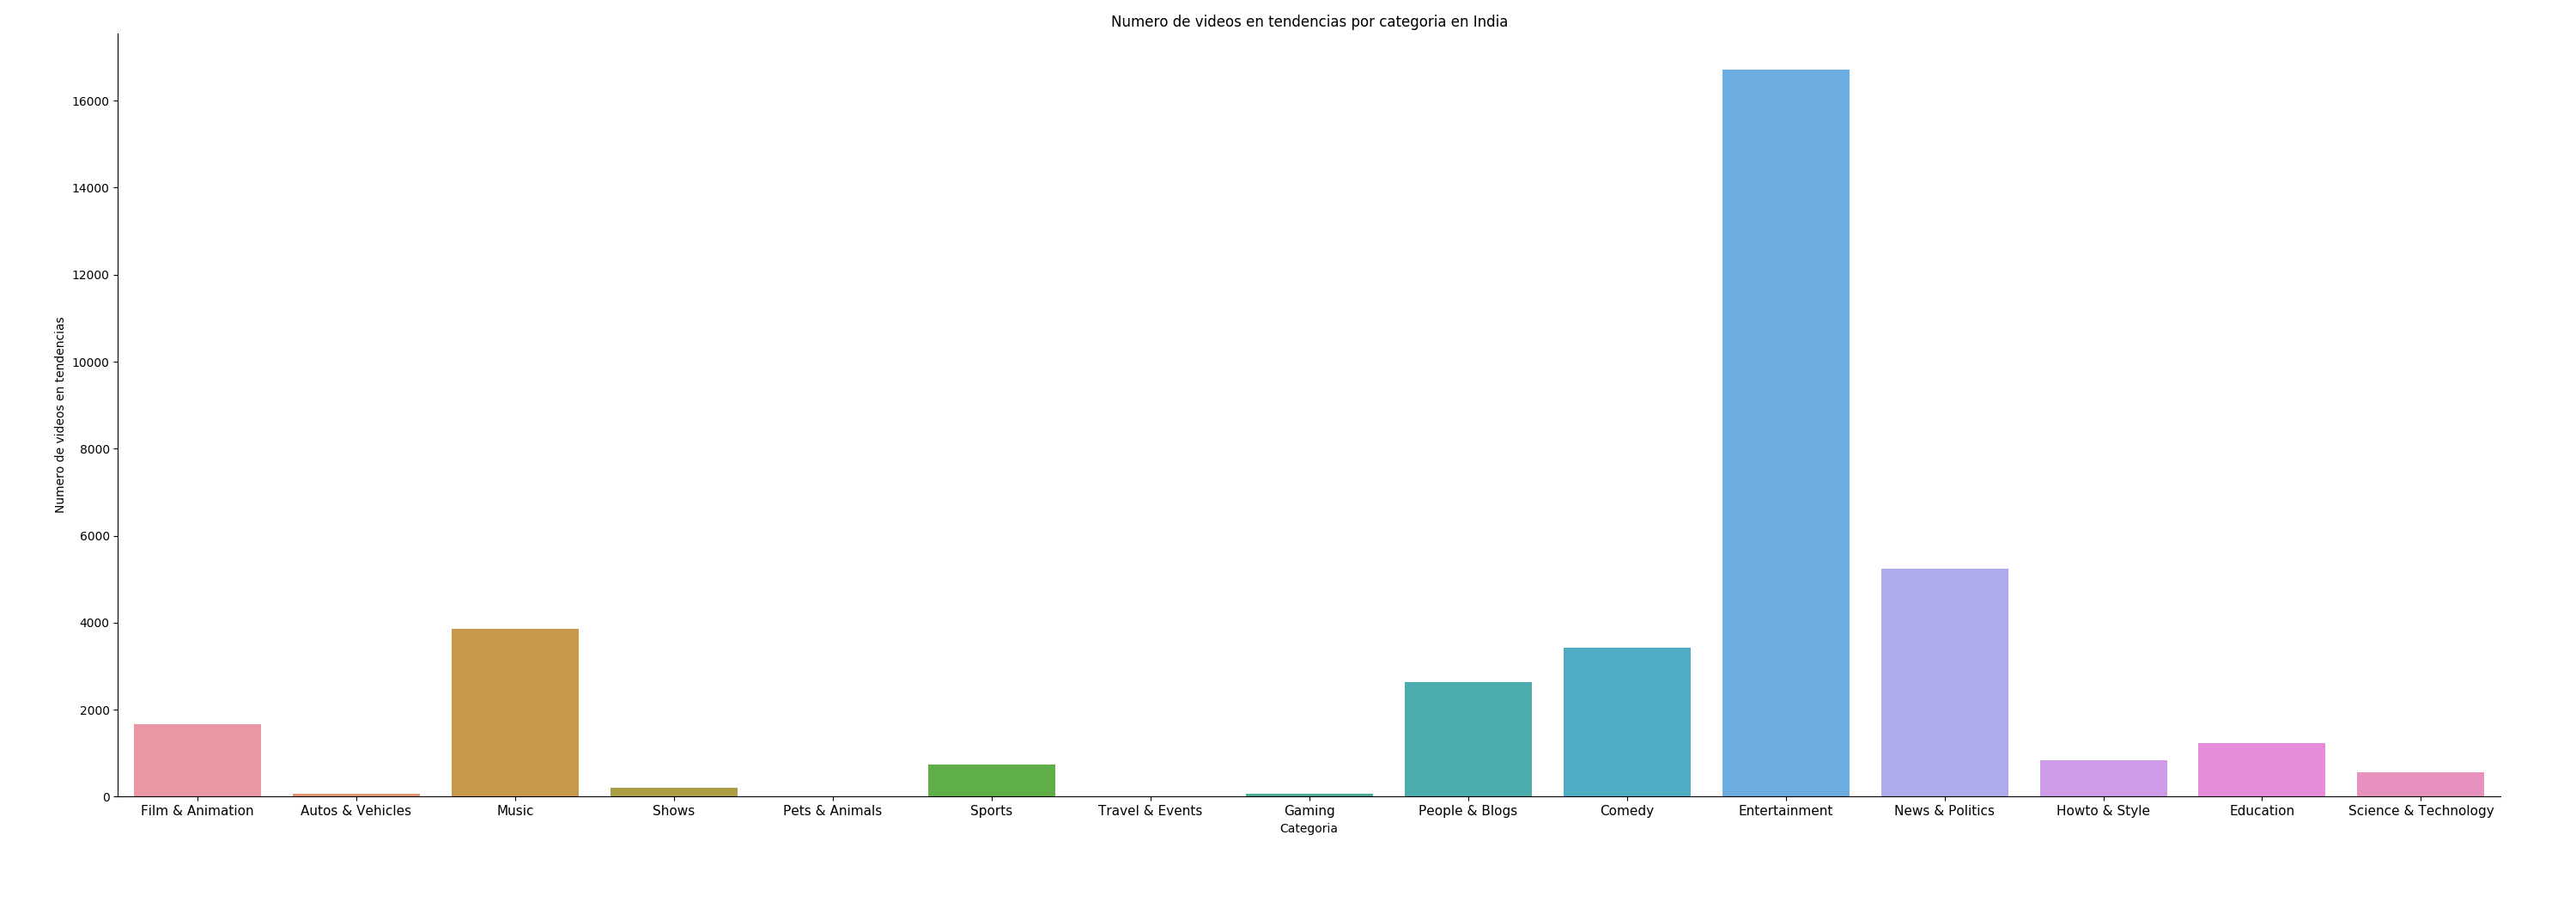 Numero de videos en tendencias por categoria en India
Numero de videos en tendencias
16000
14000
12000
10000
8000
6000
4000
2000
0
Film & Animation Autos & Vehicles Music Shows Pets & Animals Sports Travel & Events Gaming People & Blogs Comedy Entertainment News & Politics Howto & Style Education Science & Technology
Categoria